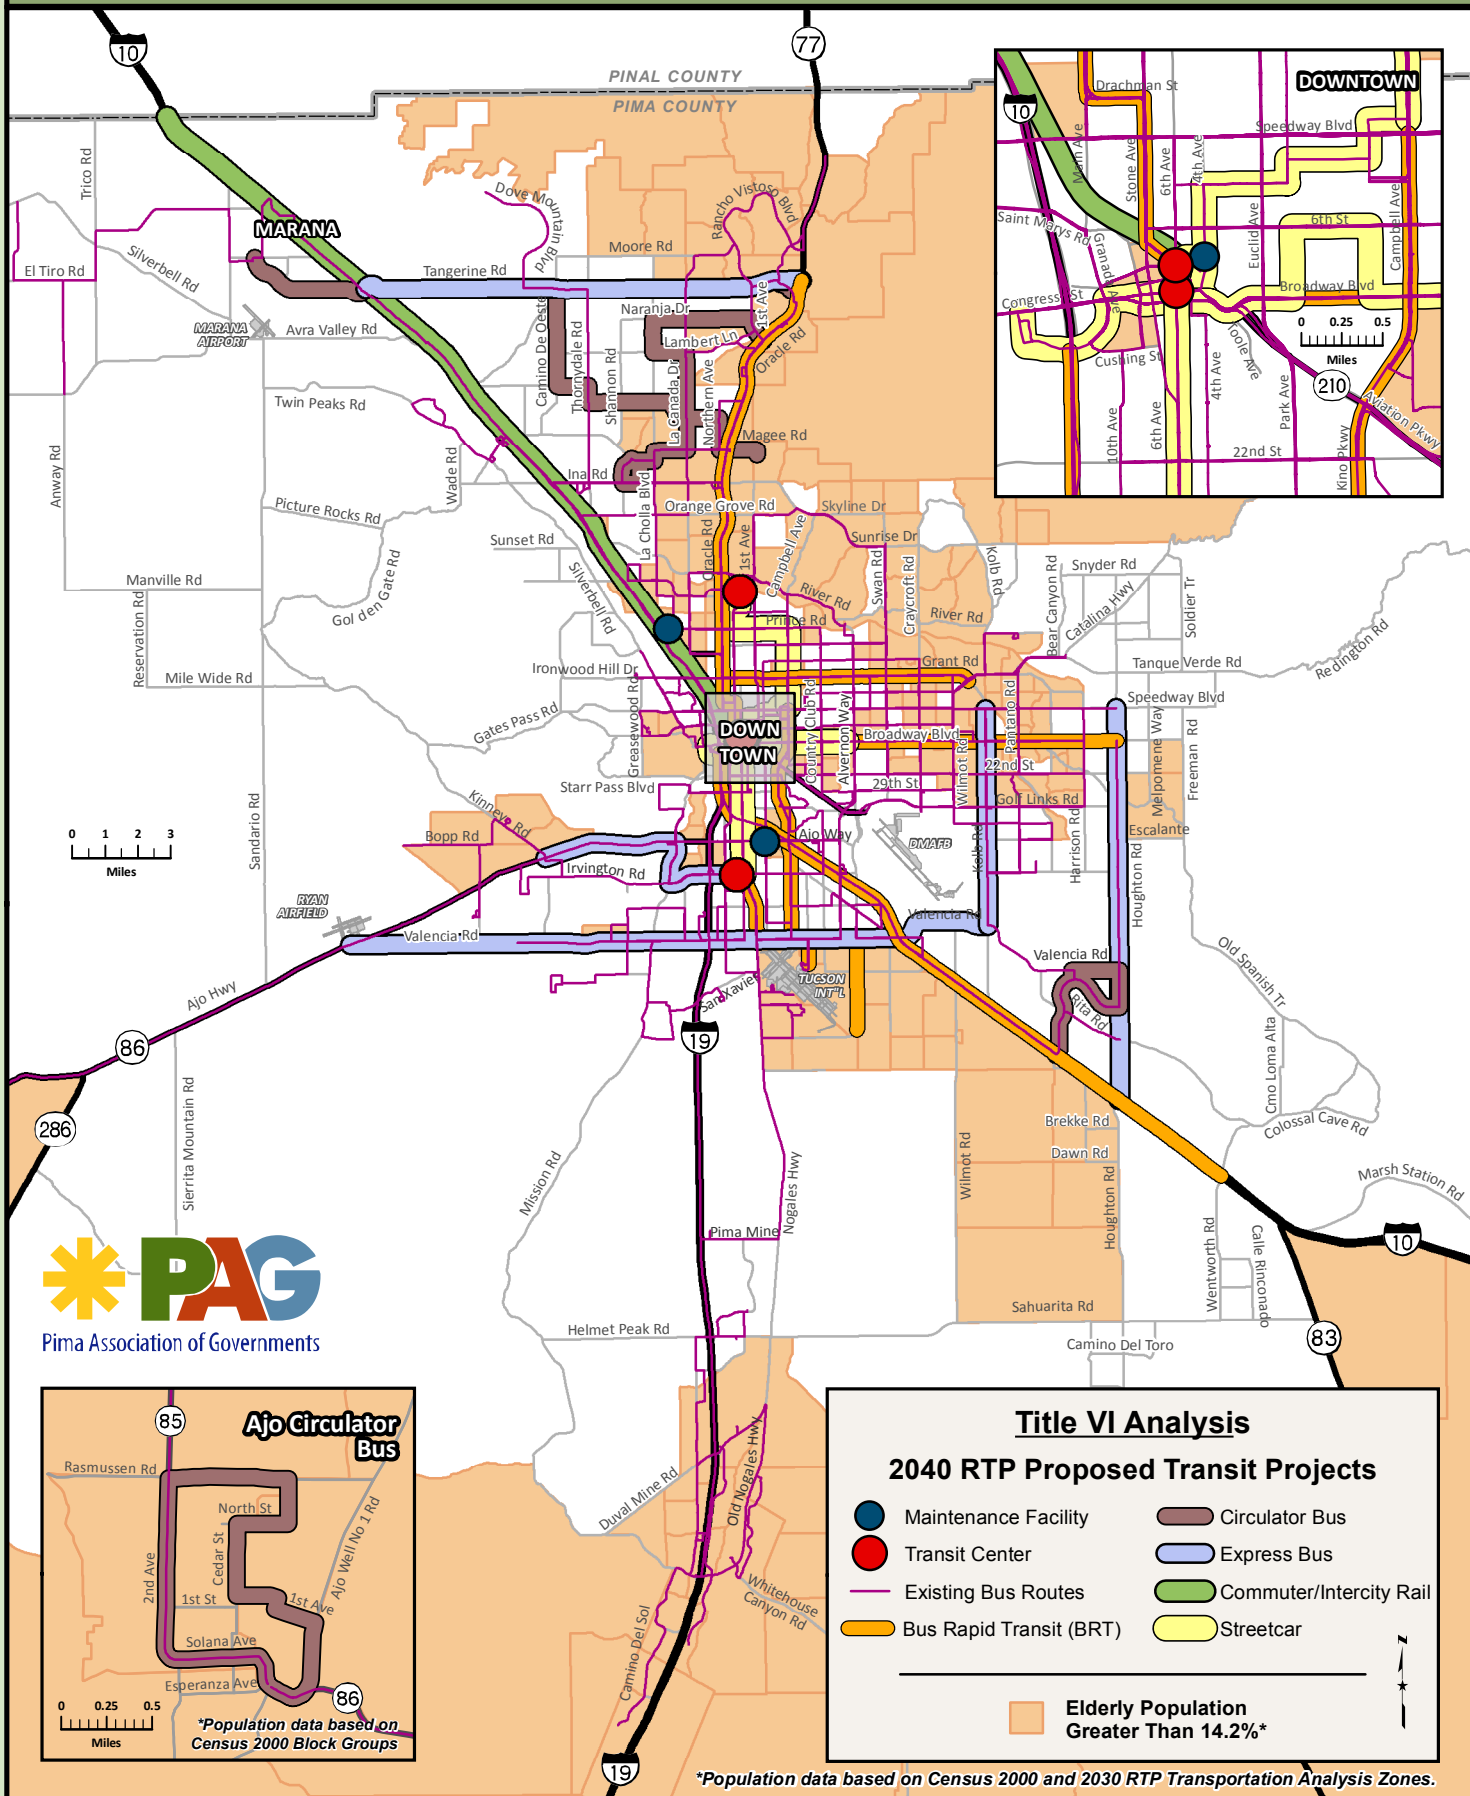 10
77
PINAL COUNTY
PIMA COUNTY
Trico Rd
MARANA
El Tiro Rd
Silverbell Rd
MARANA
AIRPORT
Avra Valley Rd
Tangerine Rd
Dove Mountain Blvd
Moore Rd
Rancho Vistoso Blvd
Naranja Dr
1st Ave
Lambert Ln
Oracle Rd
Camino De Oeste
Thornydale Rd
Shannon Rd
La Canada Dr
Northern Ave
Magee Rd
Twin Peaks Rd
Anway Rd
Wade Rd
Ina Rd
La Cholla Blvd
Orange Grove Rd
Skyline Dr
Picture Rocks Rd
Sunset Rd
Silverbell Rd
Oracle Rd
1st Ave
Campbell Ave
Sunrise Dr
Swan Rd
Craycroft Rd
Kolb Rd
Bear Canyon Rd
Snyder Rd
Catalina Hwy
Soldier Tr
Manville Rd
Reservation Rd
Golden Gate Rd
River Rd
River Rd
Prince Rd
Redington Rd
Mile Wide Rd
Ironwood Hill Dr
Grant Rd
Tanque Verde Rd
Gates Pass Rd
Greasewood Rd
Speedway Blvd
DOWN
TOWN
Country Club Rd
Alvernon Way
Broadway Blvd
Wilmot Rd
Pantano Rd
22nd St
29th St
Golf Links Rd
Melpomene Way
Freeman Rd
Starr Pass Blvd
Kinney Rd
Bopp Rd
Ajo Way
DMAFB
Kolb Rd
Harrison Rd
Escalante
Houghton Rd
Sandario Rd
0 1 2 3
Miles
Irvington Rd
RYAN
AIRFIELD
Valencia Rd
Valencia Rd
Valencia Rd
Old Spanish Tr
Ajo Hwy
San Xavier
TUCSON
INT"L
Rita Rd
19
86
286
Sierrita Mountain Rd
Mission Rd
Nogales Hwy
Pima Mine
Wilmot Rd
Brekke Rd
Dawn Rd
Houghton Rd
Cmo Loma Alta
Colossal Cave Rd
Marsh Station Rd
10
Wentworth Rd
Calle Rinconado
83
Sahuarita Rd
Camino Del Toro
Helmet Peak Rd
Duval Mine Rd
Old Nogales Hwy
Whitehouse
Canyon Rd
Camino Del Sol
19
PAG
Pima Association of Governments
DOWNTOWN
10
Drachman St
Speedway Blvd
Main Ave
Stone Ave
6th Ave
4th Ave
Saint Marys Rd
Granada Ave
Euclid Ave
6th St
Campbell Ave
Congress St
Broadway Blvd
0 0.25 0.5
Miles
Cushing St
Toole Ave
210
10th Ave
6th Ave
4th Ave
Park Ave
22nd St
Kino Pkwy
Aviation Pkwy
Ajo Circulator
Bus
85
Rasmussen Rd
North St
Cedar St
Ajo Well No 1 Rd
2nd Ave
1st St
1st Ave
Solana Ave
Esperanza Ave
86
0 0.25 0.5
Miles
*Population data based on
Census 2000 Block Groups
Title VI Analysis
2040 RTP Proposed Transit Projects
Maintenance Facility
Transit Center
Existing Bus Routes
Bus Rapid Transit (BRT)
Circulator Bus
Express Bus
Commuter/Intercity Rail
Streetcar
N
Elderly Population
Greater Than 14.2%*
*Population data based on Census 2000 and 2030 RTP Transportation Analysis Zones.